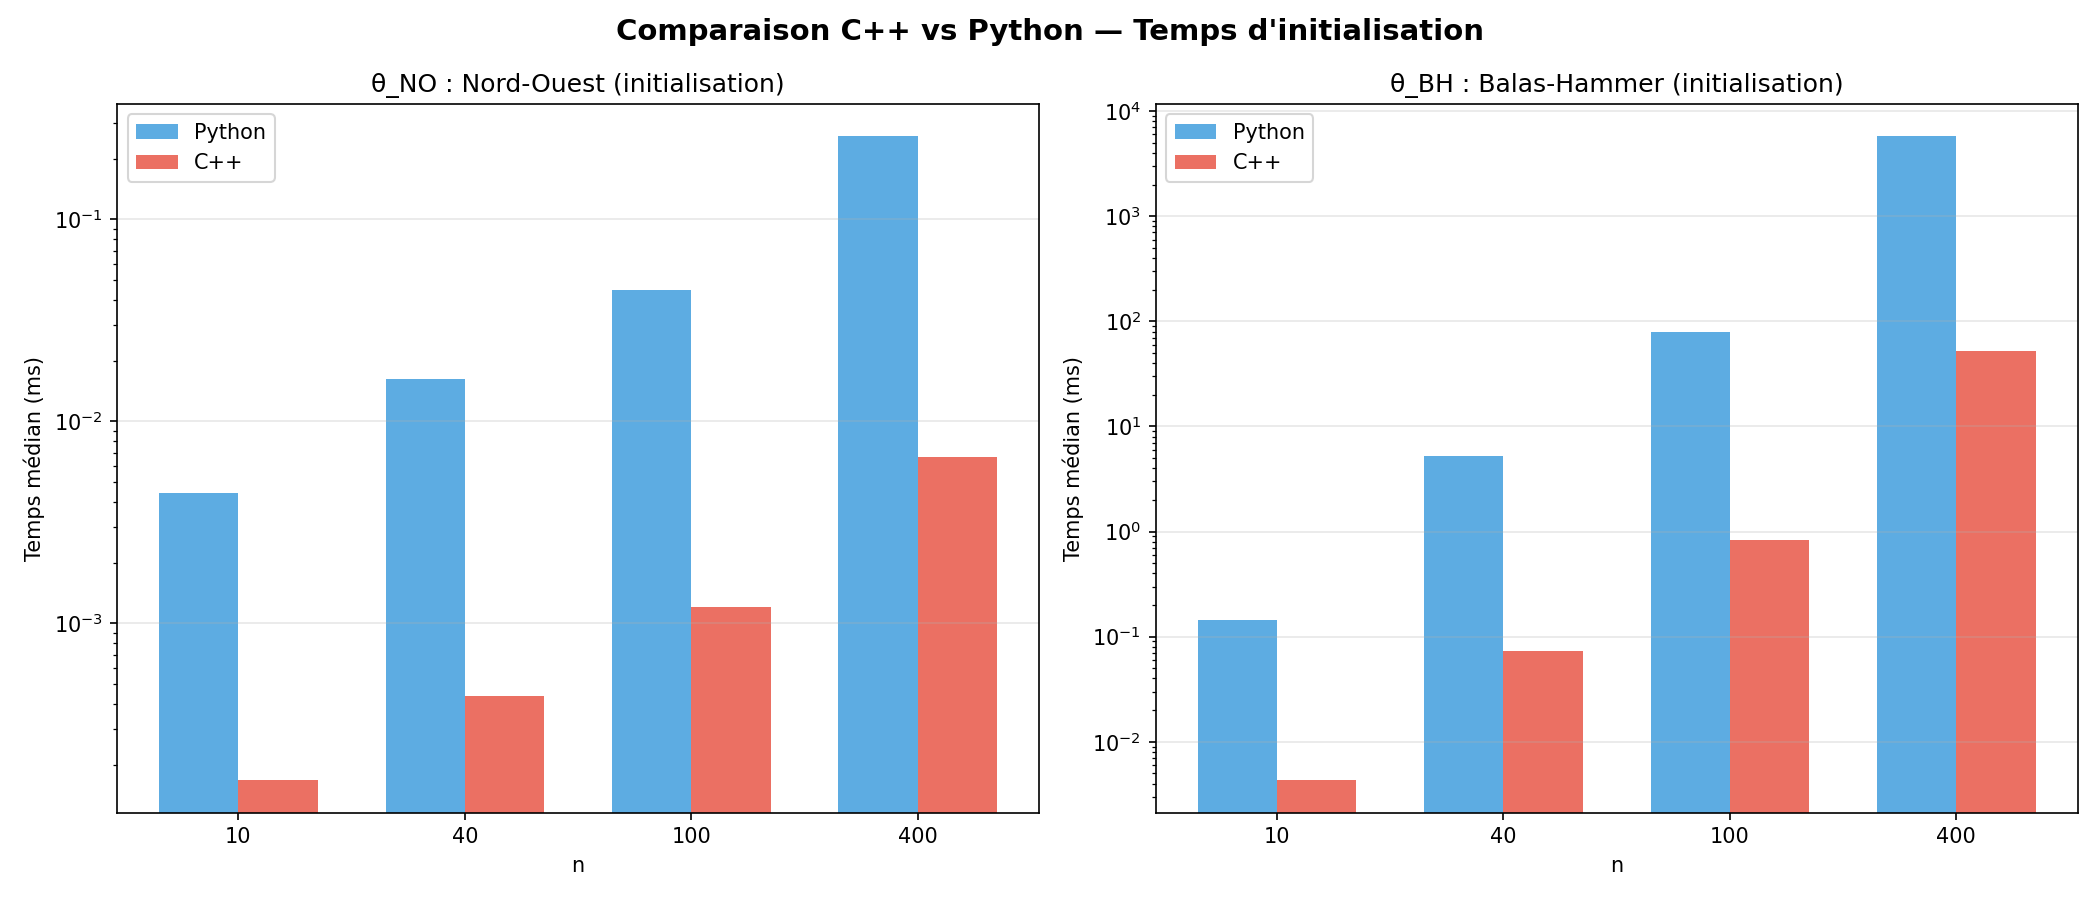 Comparaison C++ vs Python — Temps d'initialisation
θ_NO : Nord-Ouest (initialisation)
Python
C++
Temps médian (ms)
10⁻¹
10⁻²
10⁻³
10
40
100
400
n
θ_BH : Balas-Hammer (initialisation)
Python
C++
Temps médian (ms)
10⁴
10³
10²
10¹
10⁰
10⁻¹
10⁻²
10
40
100
400
n